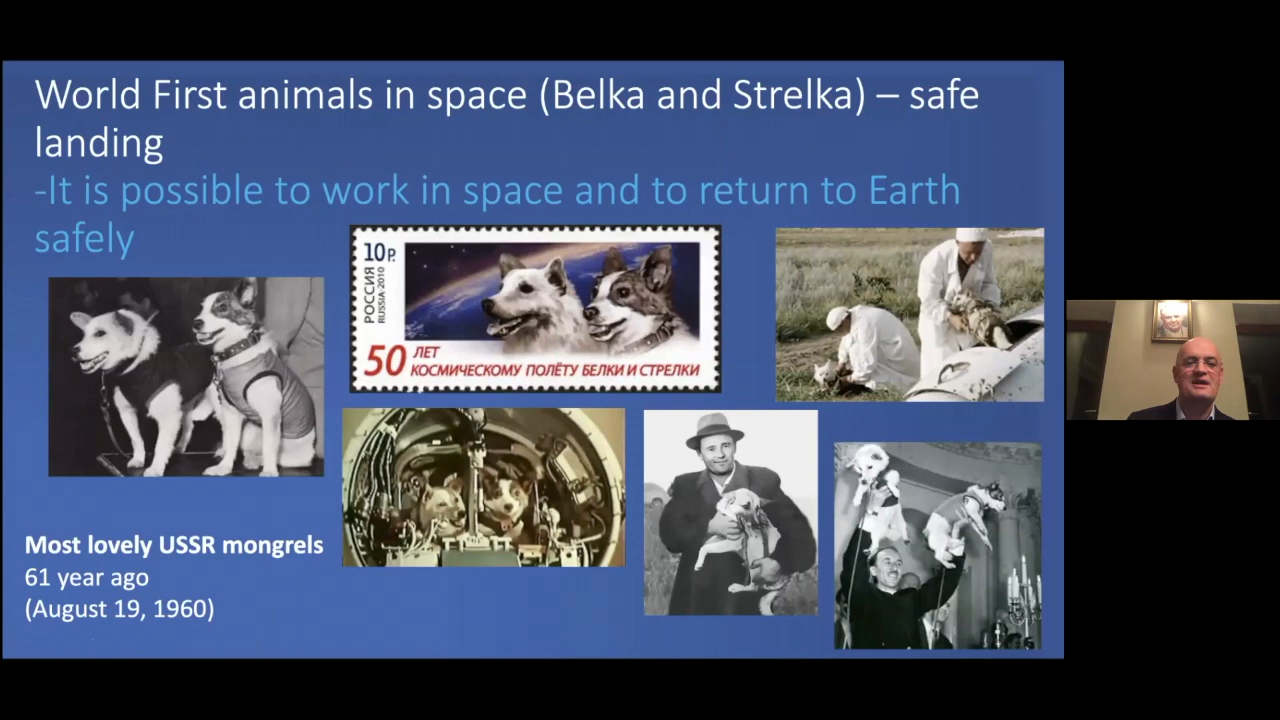 World First animals in space (Belka and Strelka) – safe
landing
-It is possible to work in space and to return to Earth
safely
10 Р.
РОССИЯ
RUSSIA·2010
50 ЛЕТ
КОСМИЧЕСКОМУ ПОЛЁТУ БЕЛКИ И СТРЕЛКИ
Most lovely USSR mongrels
61 year ago
(August 19, 1960)